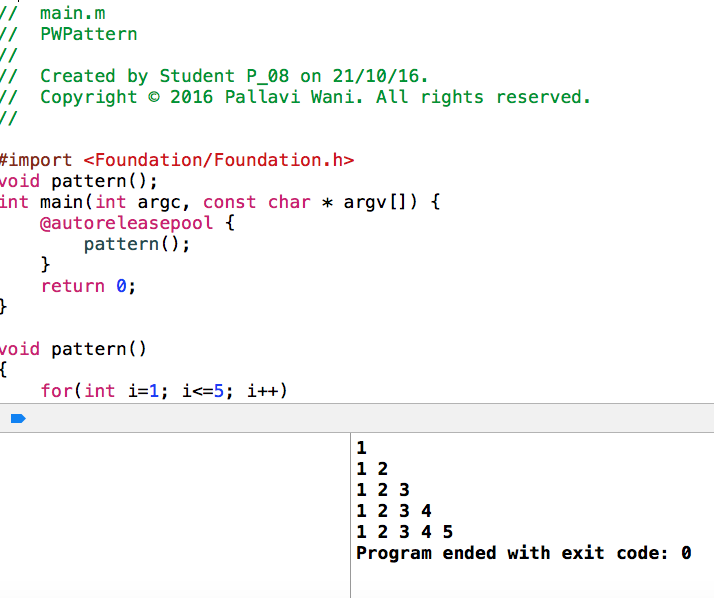 //  main.m
//  PWPattern
//
//  Created by Student P_08 on 21/10/16.
//  Copyright © 2016 Pallavi Wani. All rights reserved.
//
#import <Foundation/Foundation.h>
void pattern();
int main(int argc, const char * argv[]) {
    @autoreleasepool {
        pattern();
    }
    return 0;
}
void pattern()
{
    for(int i=1; i<=5; i++)
1
1 2
1 2 3
1 2 3 4
1 2 3 4 5
Program ended with exit code: 0